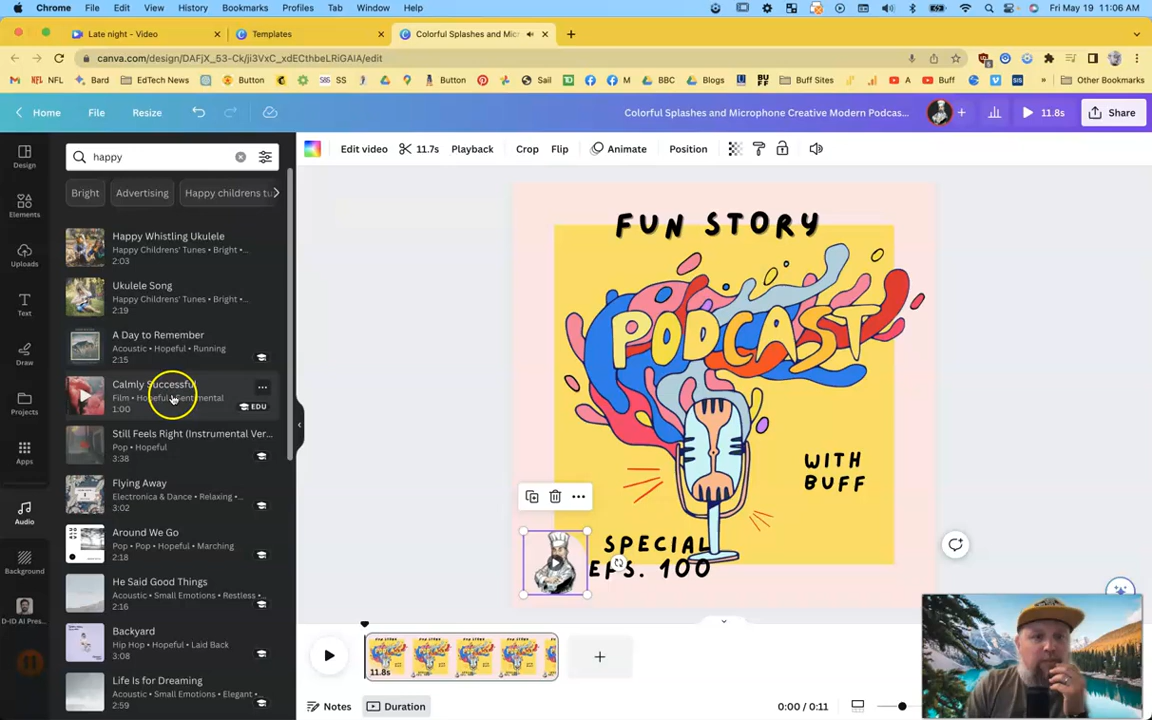 Chrome File Edit View History Bookmarks Profiles Tab Window Help Fri May 19 11:06 AM
Late night - Video
Templates
Colorful Splashes and Micr
canva.com/design/DAFjX_53-Ck/ji3VxC_xdECthbeLRiGAIA/edit
NFL NFL Bard EdTech News Button SS Button Sail F M BBC Blogs Buff Sites A Buff Other Bookmarks
Home File Resize Colorful Splashes and Microphone Creative Modern Podcas... 11.8s Share
Design
Elements
Uploads
Text
Draw
Projects
Apps
Audio
Background
D-ID AI Pres...
happy
Bright Advertising Happy childrens tu
Happy Whistling Ukulele
Happy Childrens' Tunes • Bright •...
2:03
Ukulele Song
Happy Childrens' Tunes • Bright •...
2:19
A Day to Remember
Acoustic • Hopeful • Running
2:15
Calmly Successful
Film • Hopeful • Sentimental
1:00 EDU
Still Feels Right (Instrumental Ver...
Pop • Hopeful
3:38
Flying Away
Electronica & Dance • Relaxing •...
3:02
Around We Go
Pop • Pop • Hopeful • Marching
2:18
He Said Good Things
Acoustic • Small Emotions • Restless •...
2:16
Backyard
Hip Hop • Hopeful • Laid Back
3:08
Life Is for Dreaming
Acoustic • Small Emotions • Elegant •...
2:59
Edit video 11.7s Playback Crop Flip Animate Position
FUN STORY
PODCAST
WITH
BUFF
SPECIAL
EPS. 100
11.8s
Notes Duration 0:00 / 0:11